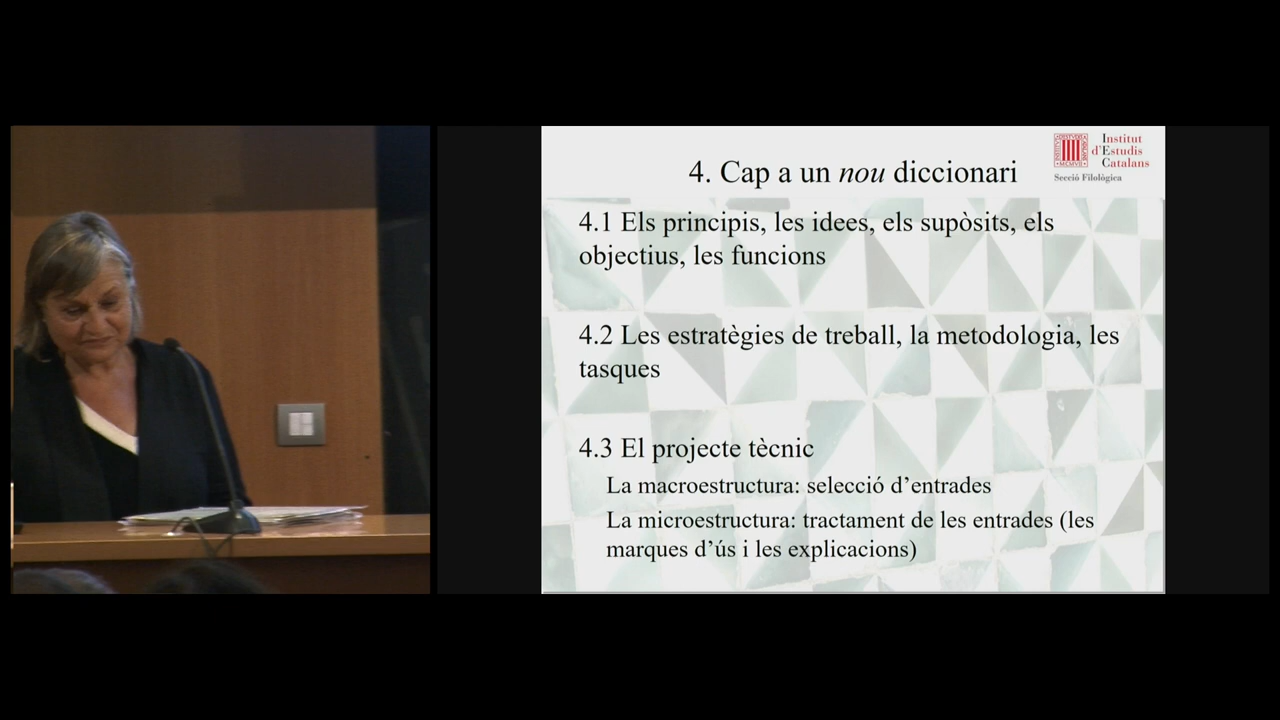 4. Cap a un nou diccionari
Institut
d'Estudis
Catalans
Secció Filològica
4.1 Els principis, les idees, els supòsits, els
objectius, les funcions
4.2 Les estratègies de treball, la metodologia, les
tasques
4.3 El projecte tècnic
La macroestructura: selecció d’entrades
La microestructura: tractament de les entrades (les
marques d’ús i les explicacions)